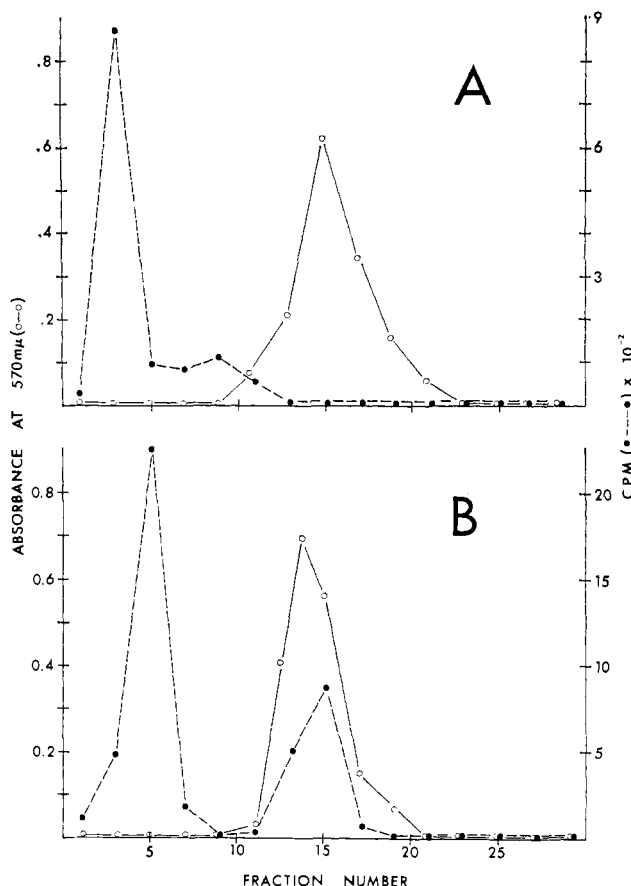 A
B
ABSORBANCE AT 570mμ(o—o)
CPM(●----●) x 10⁻²
.8
.6
.4
.2
.9
6
3
0.8
0.6
0.4
0.2
20
15
10
5
5 10 15 20 25
FRACTION NUMBER